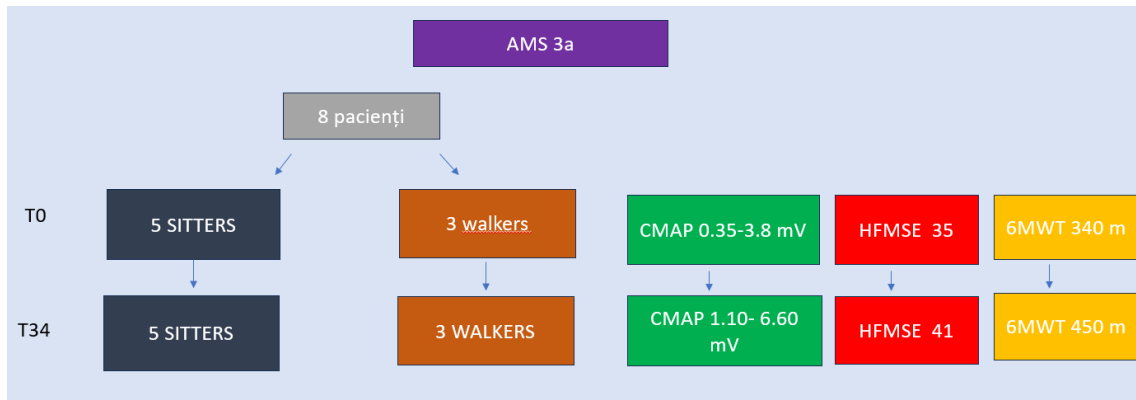 AMS 3a
8 pacienți
T0
5 SITTERS
3 walkers
CMAP 0.35-3.8 mV
HFMSE 35
6MWT 340 m
T34
5 SITTERS
3 WALKERS
CMAP 1.10- 6.60
mV
HFMSE 41
6MWT 450 m